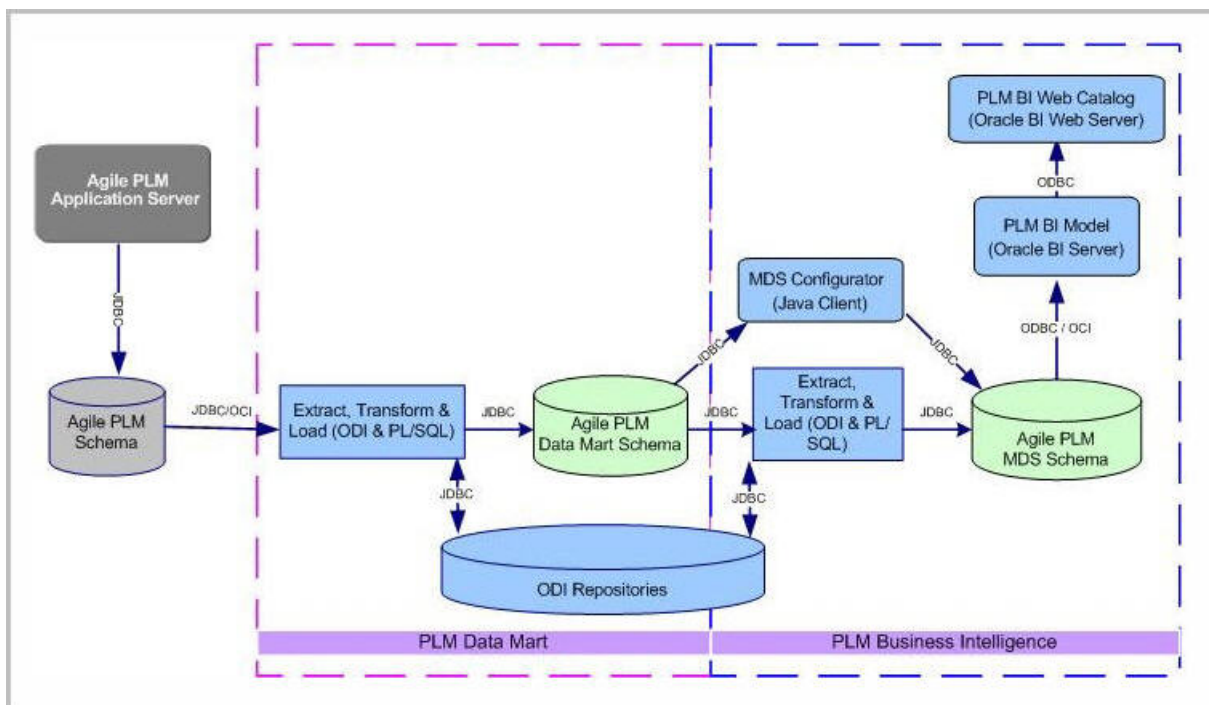 PLM BI Web Catalog
(Oracle BI Web Server)
ODBC
Agile PLM
Application Server
PLM BI Model
(Oracle BI Server)
JDBC
MDS Configurator
(Java Client)
ODBC / OCI
JDBC
JDBC
Agile PLM
Schema
JDBC/OCI
Extract, Transform &
Load (ODI & PL/SQL)
JDBC
Agile PLM
Data Mart Schema
JDBC
Extract,
Transform &
Load (ODI & PL/
SQL)
JDBC
Agile PLM
MDS Schema
JDBC
JDBC
ODI Repositories
PLM Data Mart
PLM Business Intelligence